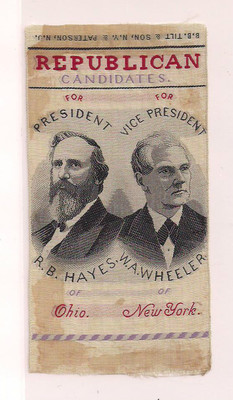 B.B. TILT & SON, N.Y. & PATERSON, N.J.
REPUBLICAN
CANDIDATES.
FOR FOR
PRESIDENT VICE PRESIDENT
R.B. HAYES. W.A. WHEELER
OF OF
Ohio. New York.